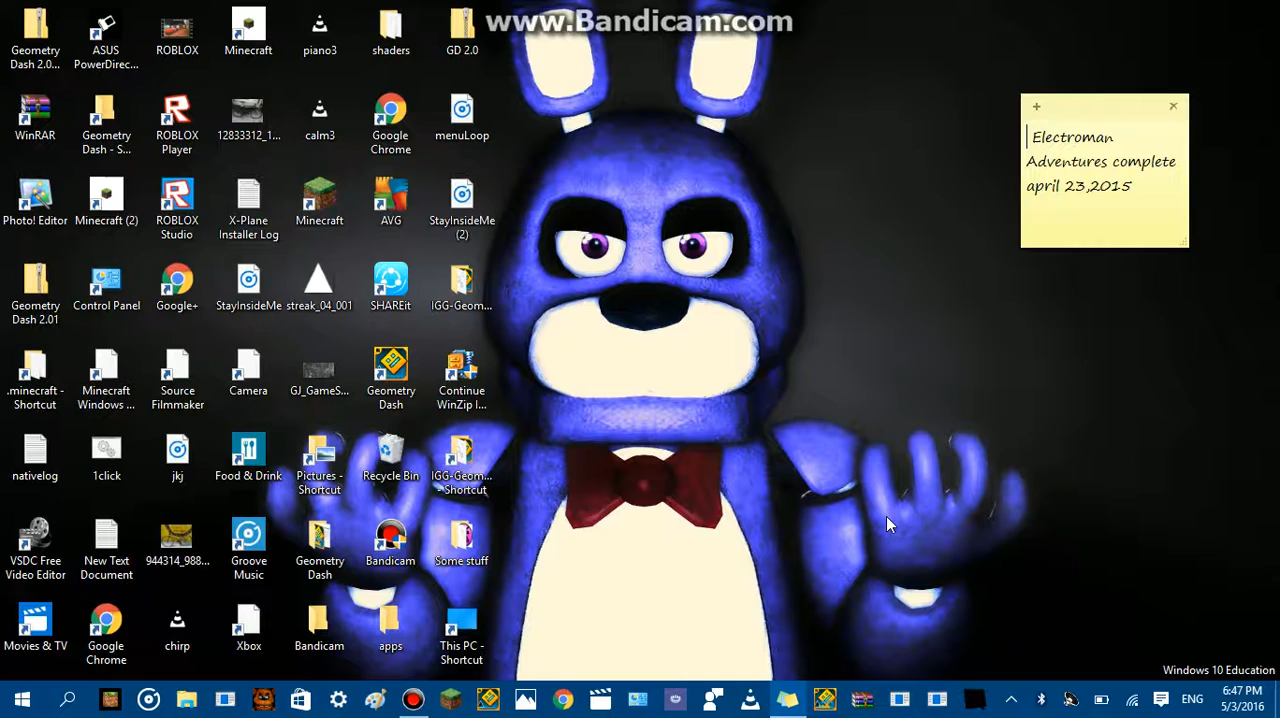 www.Bandicam.com
Geometry Dash 2.0...
ASUS PowerDirec...
ROBLOX
Minecraft
piano3
shaders
GD 2.0
WinRAR
Geometry Dash - S...
ROBLOX Player
12833312_1...
calm3
Google Chrome
menuLoop
Photo! Editor
Minecraft (2)
ROBLOX Studio
X-Plane Installer Log
Minecraft
AVG
StayInsideMe (2)
Geometry Dash 2.01
Control Panel
Google+
StayInsideMe
streak_04_001
SHAREit
IGG-Geom...
.minecraft - Shortcut
Minecraft Windows ...
Source Filmmaker
Camera
GJ_GameS...
Geometry Dash
Continue WinZip I...
nativelog
1click
jkj
Food & Drink
Pictures - Shortcut
Recycle Bin
IGG-Geom... Shortcut
VSDC Free Video Editor
New Text Document
944314_988...
Groove Music
Geometry Dash
Bandicam
Some stuff
Movies & TV
Google Chrome
chirp
Xbox
Bandicam
apps
This PC - Shortcut
Electroman
Adventures complete
april 23,2015
Windows 10 Education
ENG
6:47 PM
5/3/2016